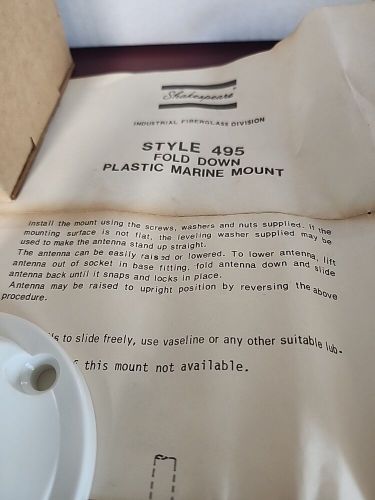 Shakespeare
INDUSTRIAL FIBERGLASS DIVISION
STYLE 495
FOLD DOWN
PLASTIC MARINE MOUNT
Install the mount using the screws, washers and nuts supplied. If the
mounting surface is not flat, the leveling washer supplied may be
used to make the antenna stand up straight.
The antenna can be easily raised or lowered. To lower antenna, lift
antenna out of socket in base fitting, fold antenna down and slide
antenna back until it snaps and locks in place.
Antenna may be raised to upright position by reversing the above
procedure.
to slide freely, use vaseline or any other suitable lub-
this mount not available.